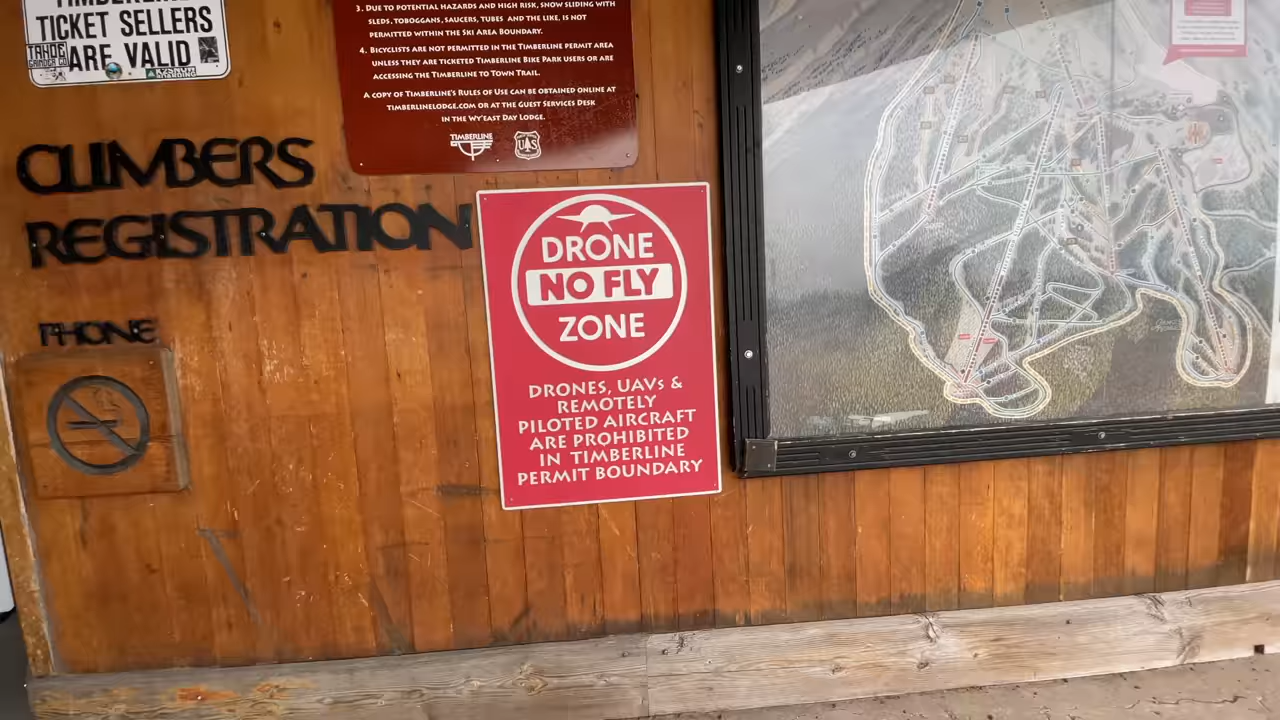 TIMBERLINE
TICKET SELLERS
ARE VALID
TAHOE
CLIMBERS
REGISTRATION
PHONE
3. Due to potential hazards and high risk, snow sliding with
sleds, toboggans, saucers, tubes and the like, is not
permitted within the Ski Area Boundary.
4. Bicyclists are not permitted in the Timberline permit area
unless they are ticketed Timberline Bike Park users or are
accessing the Timberline to Town Trail.
A copy of Timberline's Rules of Use can be obtained online at
timberlinelodge.com or at the Guest Services Desk
in the Wy'East Day Lodge.
TIMBERLINE
U S
DRONE
NO FLY
ZONE
DRONES, UAVs &
REMOTELY
PILOTED AIRCRAFT
ARE PROHIBITED
IN TIMBERLINE
PERMIT BOUNDARY